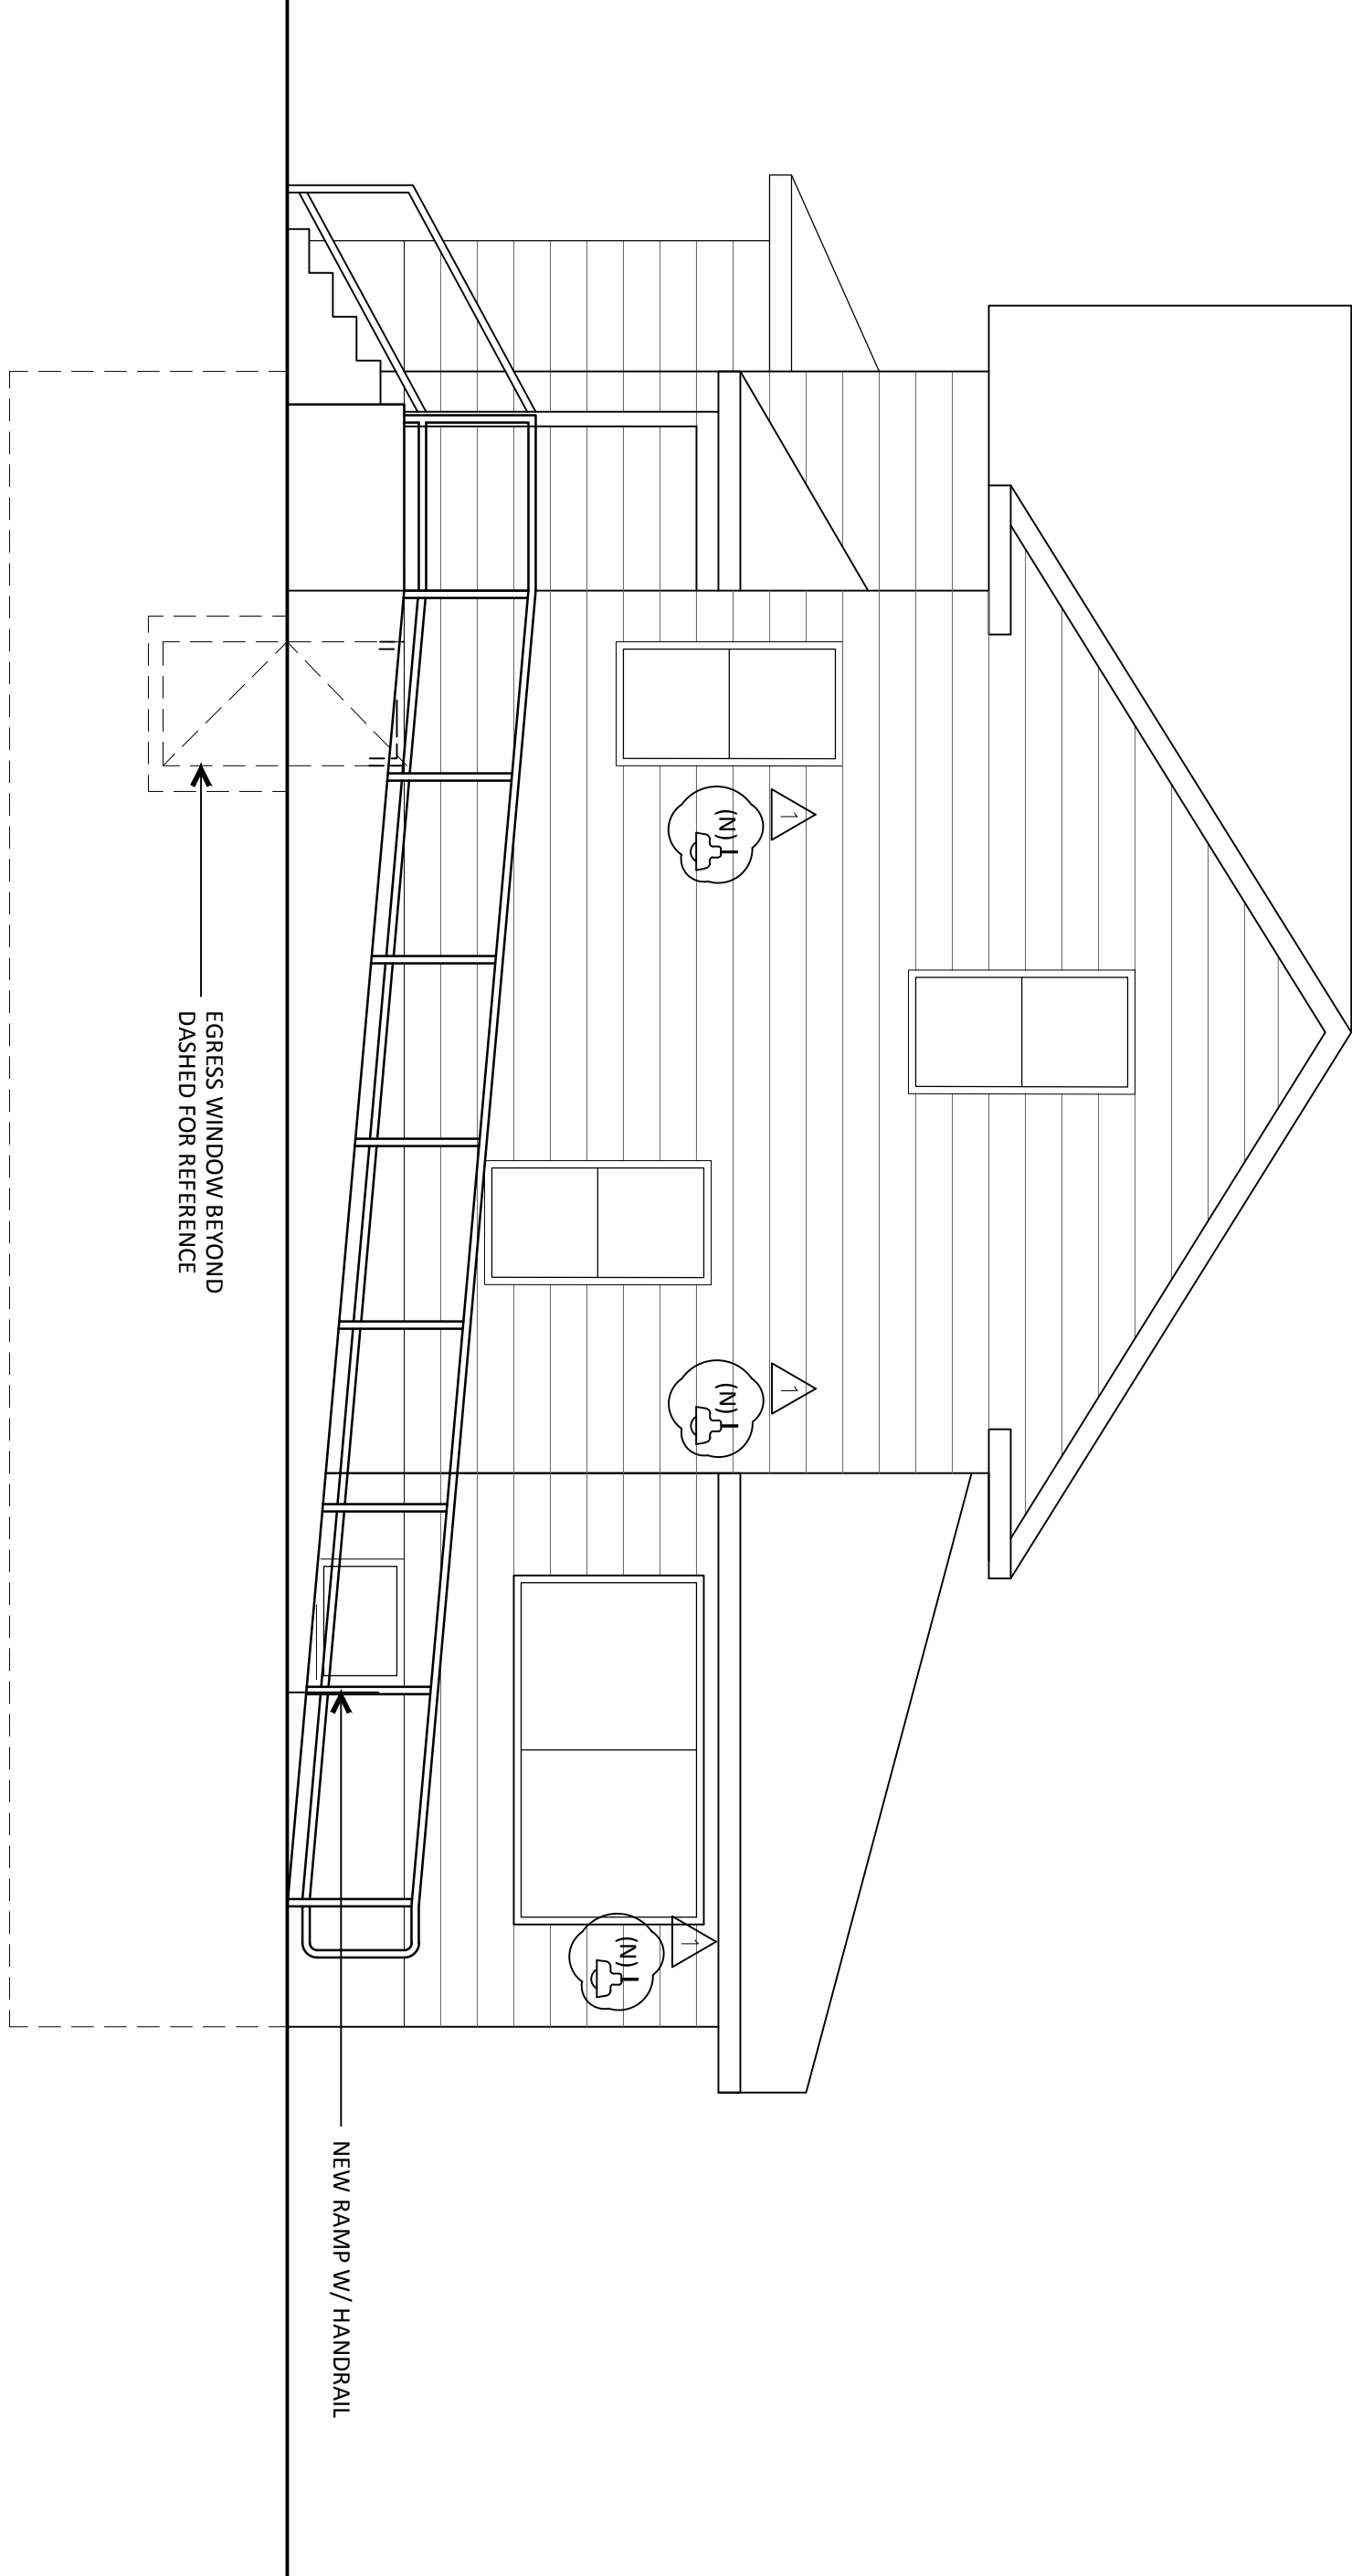 (N)
1
(N)
1
(N)
1
EGRESS WINDOW BEYOND
DASHED FOR REFERENCE
NEW RAMP W/ HANDRAIL